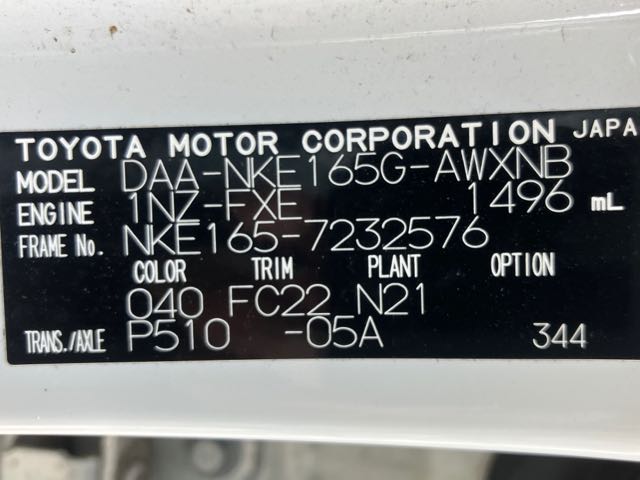 TOYOTA MOTOR CORPORATION JAPA
MODEL DAA-NKE165G-AWXNB
ENGINE 1NZ-FXE 1496 mL
FRAME No. NKE165-7232576
COLOR TRIM PLANT OPTION
040 FC22 N21
TRANS./AXLE P510 -05A 344